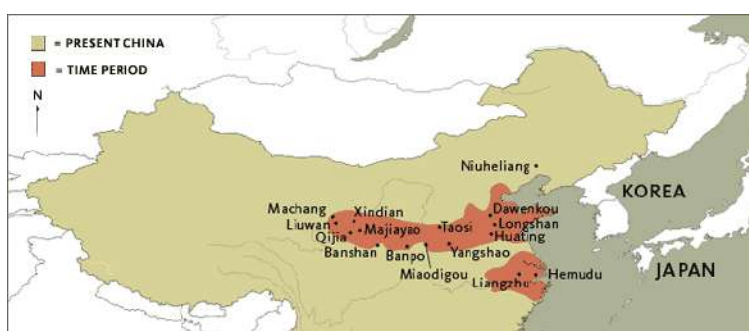 = PRESENT CHINA
= TIME PERIOD
N
Niuheliang
KOREA
Machang
Xindian
Dawenkou
Liuwan
Majiayao
Taosi
Longshan
Qijia
Huating
Banshan
Banpo
Yangshao
Miaodigou
JAPAN
Liangzhu
Hemudu